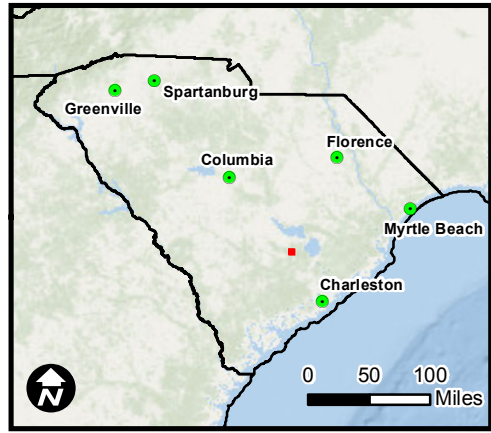 Spartanburg
Greenville
Florence
Columbia
Myrtle Beach
Charleston
N
0 50 100
Miles